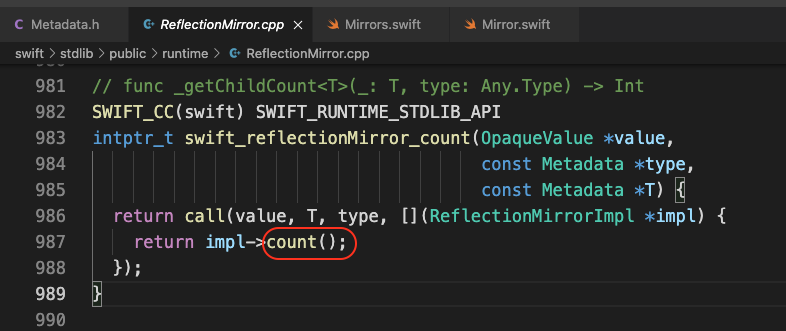 Metadata.h ReflectionMirror.cpp Mirrors.swift Mirror.swift
swift > stdlib > public > runtime > ReflectionMirror.cpp
981 // func _getChildCount<T>(_: T, type: Any.Type) -> Int
982 SWIFT_CC(swift) SWIFT_RUNTIME_STDLIB_API
983 intptr_t swift_reflectionMirror_count(OpaqueValue *value,
984 const Metadata *type,
985 const Metadata *T) {
986 return call(value, T, type, [](ReflectionMirrorImpl *impl) {
987 return impl->count();
988 });
989 }
990